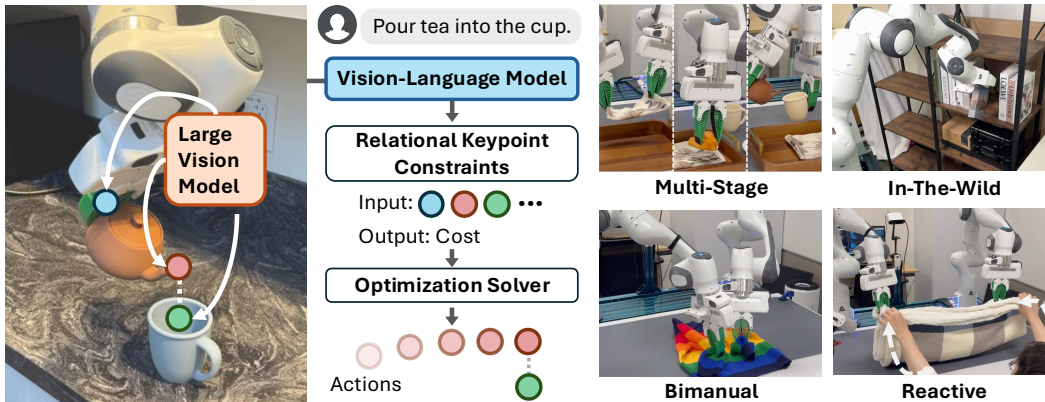 Large
Vision
Model
Pour tea into the cup.
Vision-Language Model
Relational Keypoint
Constraints
Input: •••
Output: Cost
Optimization Solver
Actions
Multi-Stage
In-The-Wild
Bimanual
Reactive